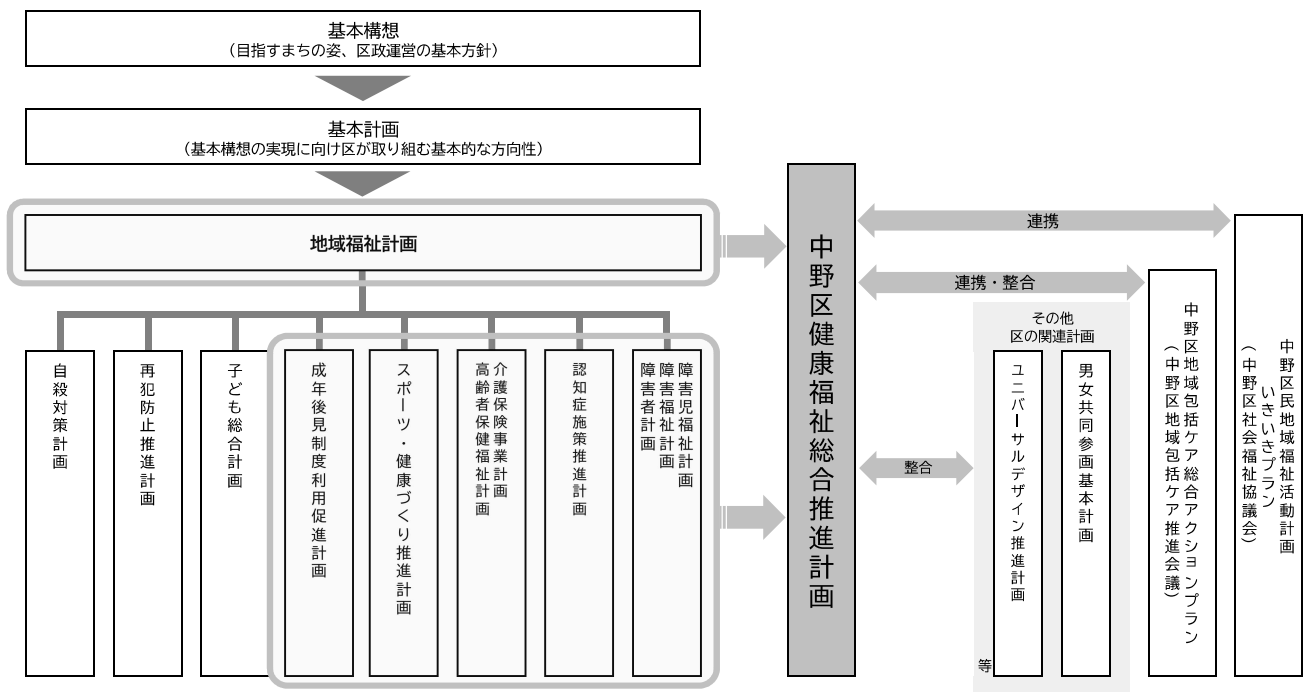 基本構想
（目指すまちの姿、区政運営の基本方針）
基本計画
（基本構想の実現に向け区が取り組む基本的な方向性）
地域福祉計画
自殺対策計画
再犯防止推進計画
子ども総合計画
成年後見制度利用促進計画
スポーツ・健康づくり推進計画
介護保険事業計画
高齢者保健福祉計画
認知症施策推進計画
障害児福祉計画
障害福祉計画
障害者計画
中野区健康福祉総合推進計画
連携
連携・整合
整合
その他
区の関連計画
ユニバーサルデザイン推進計画
男女共同参画基本計画
等
中野区地域包括ケア総合アクションプラン
（中野区地域包括ケア推進会議）
中野区民地域福祉活動計画
いきいきプラン
（中野区社会福祉協議会）